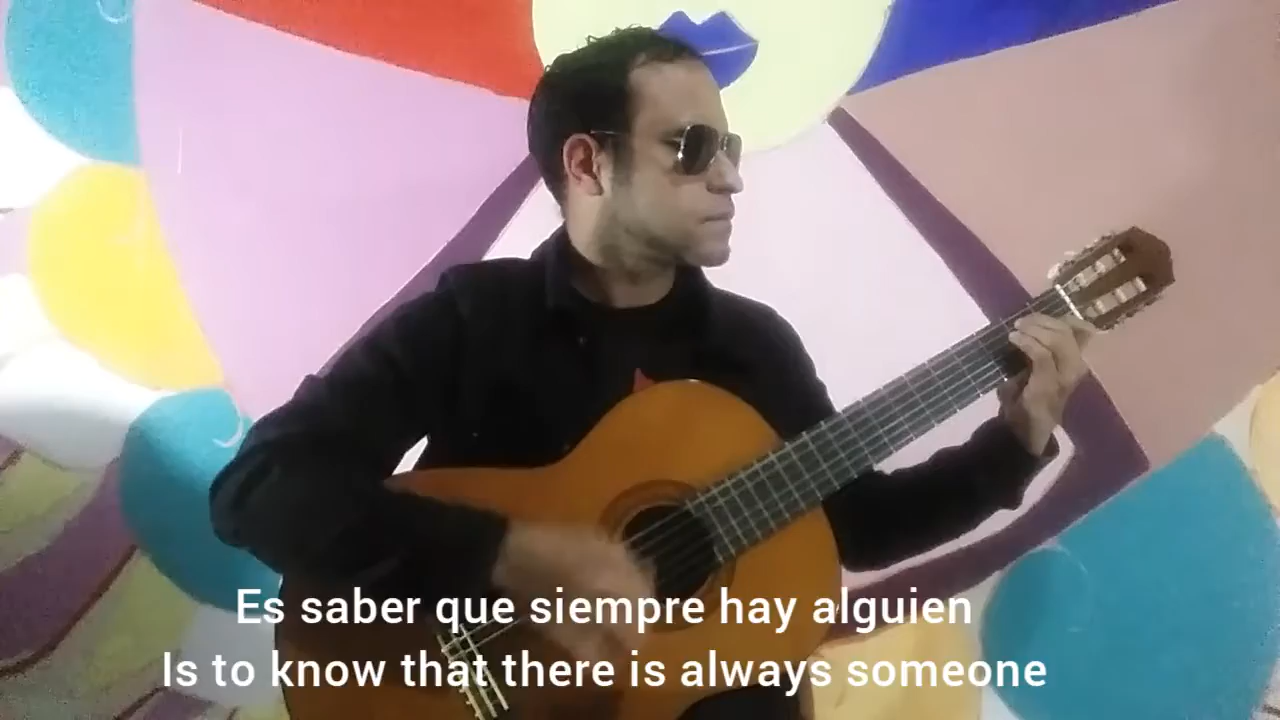 Es saber que siempre hay alguien
Is to know that there is always someone